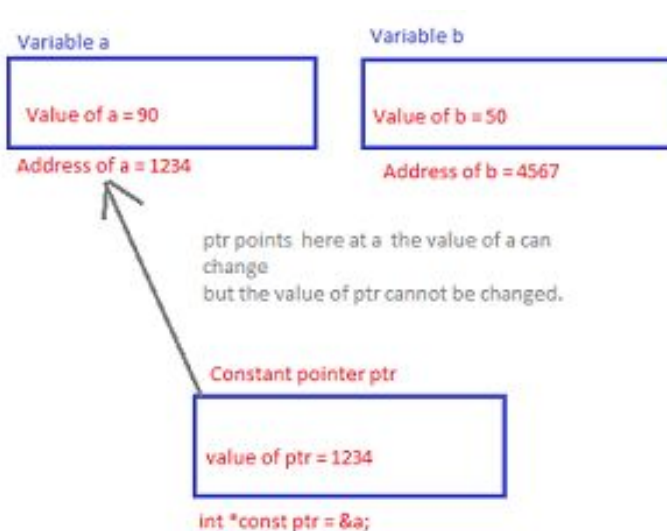 Variable a
Variable b
Value of a = 90
Value of b = 50
Address of a = 1234
Address of b = 4567
ptr points here at a the value of a can
change
but the value of ptr cannot be changed.
Constant pointer ptr
value of ptr = 1234
int *const ptr = &a;